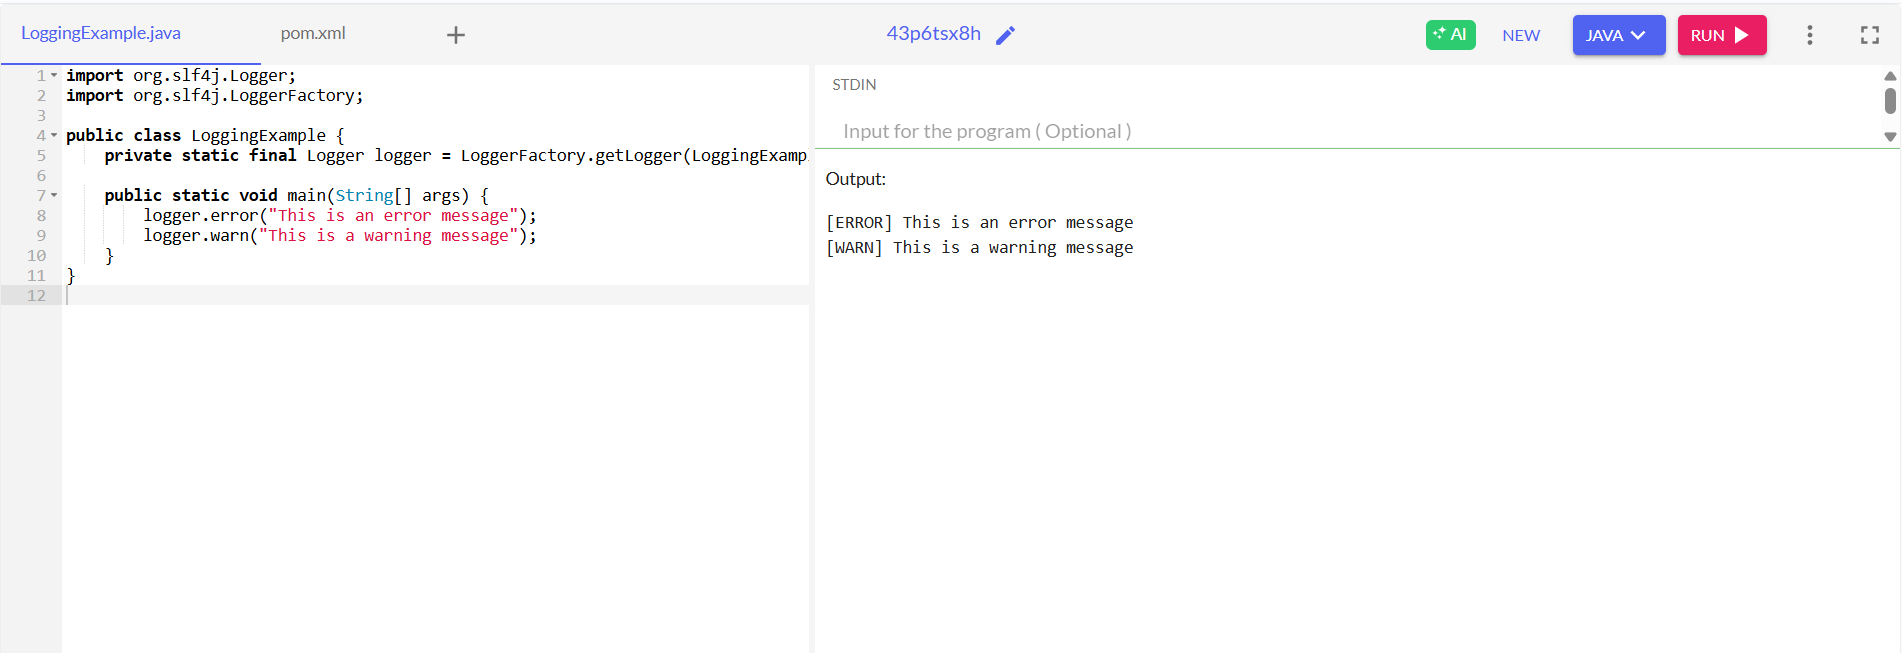 LoggingExample.java
pom.xml
43p6tsx8h
AI
NEW
JAVA
RUN
1 import org.slf4j.Logger;
2 import org.slf4j.LoggerFactory;
3
4 public class LoggingExample {
5 private static final Logger logger = LoggerFactory.getLogger(LoggingExamp
6
7 public static void main(String[] args) {
8 logger.error("This is an error message");
9 logger.warn("This is a warning message");
10 }
11 }
12
STDIN
Input for the program ( Optional )
Output:
[ERROR] This is an error message
[WARN] This is a warning message